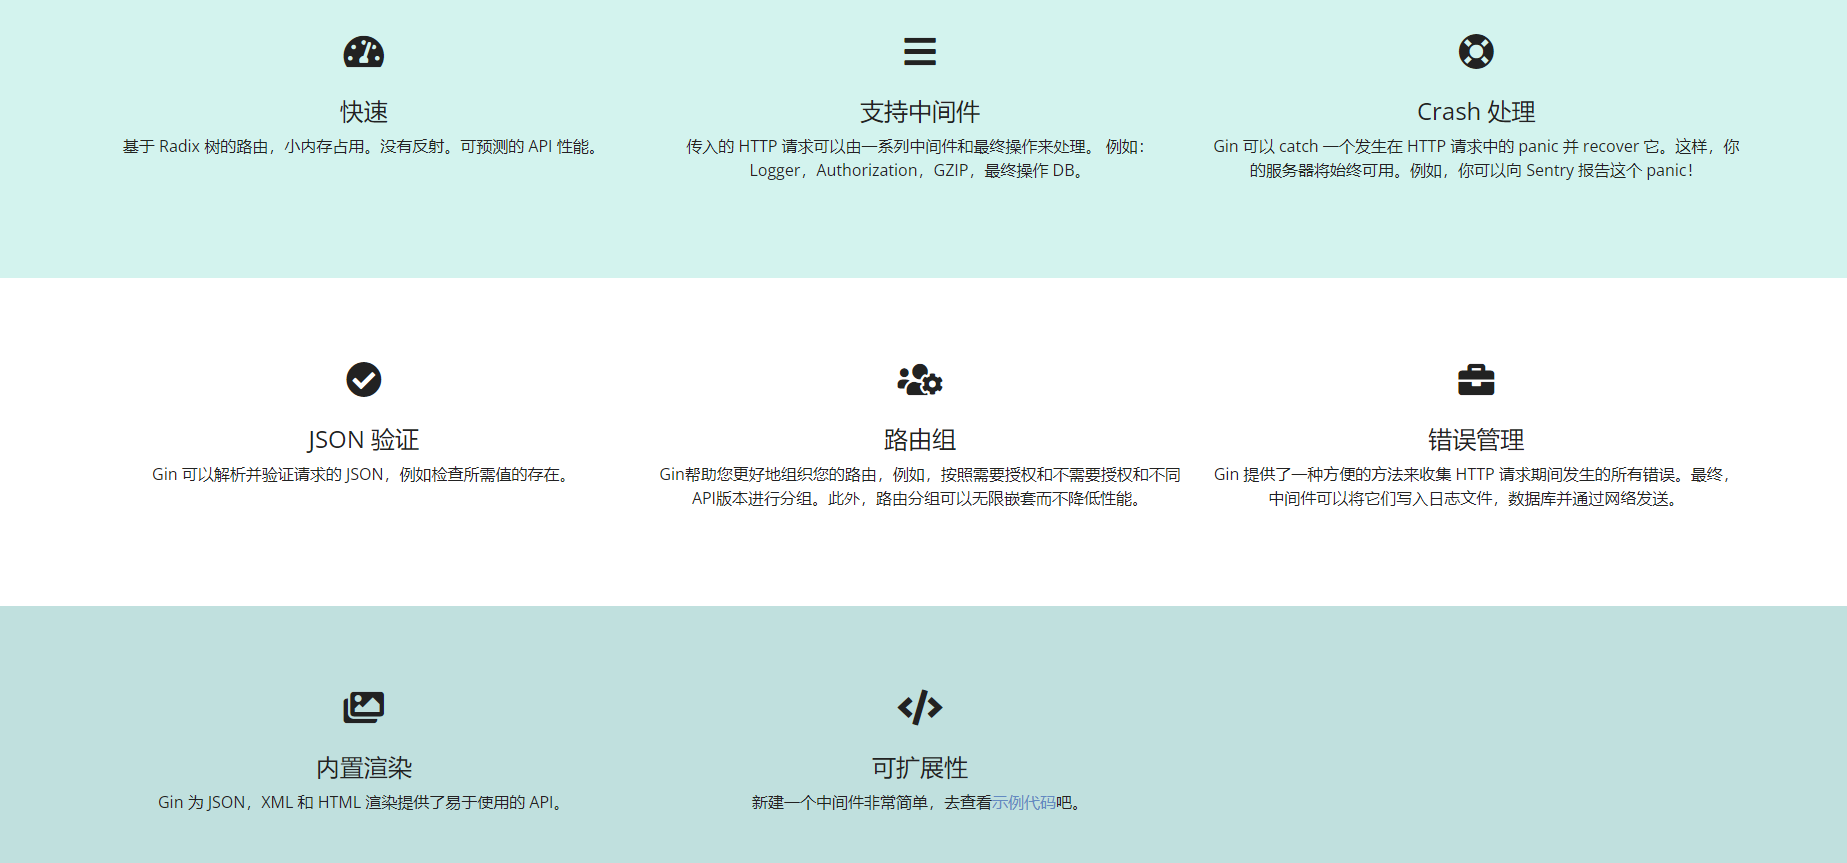 快速
基于 Radix 树的路由，小内存占用。没有反射。可预测的 API 性能。
支持中间件
传入的 HTTP 请求可以由一系列中间件和最终操作来处理。 例如：
Logger，Authorization，GZIP，最终操作 DB。
Crash 处理
Gin 可以 catch 一个发生在 HTTP 请求中的 panic 并 recover 它。这样，你
的服务器将始终可用。例如，你可以向 Sentry 报告这个 panic！
JSON 验证
Gin 可以解析并验证请求的 JSON，例如检查所需值的存在。
路由组
Gin帮助您更好地组织您的路由，例如，按照需要授权和不需要授权和不同
API版本进行分组。此外，路由分组可以无限嵌套而不降低性能。
错误管理
Gin 提供了一种方便的方法来收集 HTTP 请求期间发生的所有错误。最终，
中间件可以将它们写入日志文件，数据库并通过网络发送。
内置渲染
Gin 为 JSON，XML 和 HTML 渲染提供了易于使用的 API。
可扩展性
新建一个中间件非常简单，去查看示例代码吧。